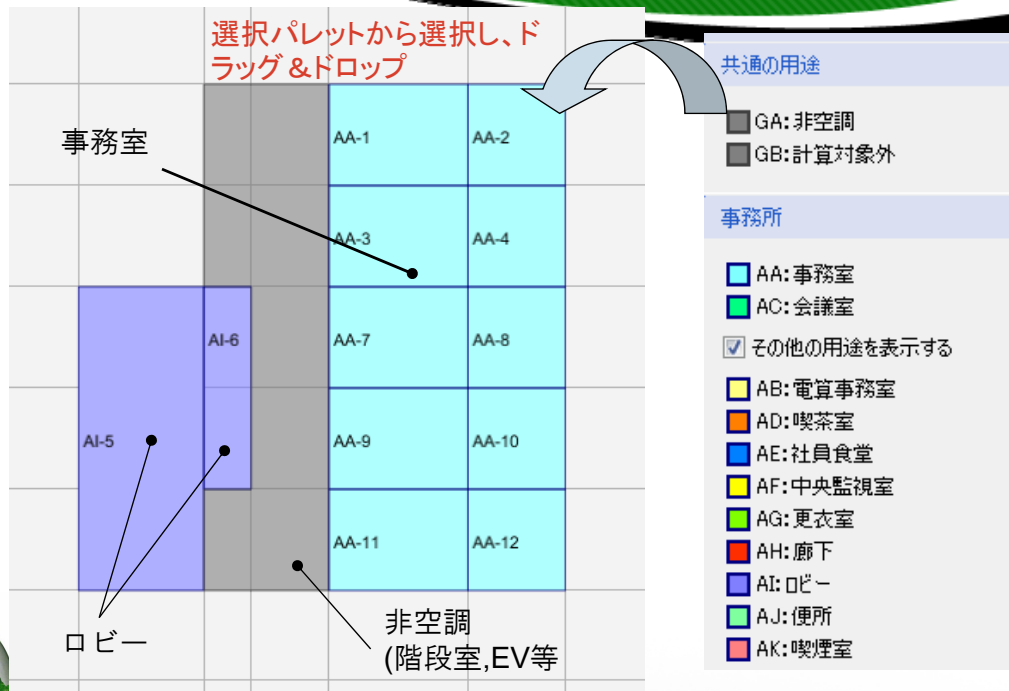 選択パレットから選択し、ド
ラッグ＆ドロップ
事務室
AA-1
AA-2
AA-3
AA-4
AI-6
AA-7
AA-8
AI-5
AA-9
AA-10
AA-11
AA-12
ロビー
非空調
(階段室,EV等
共通の用途
GA:非空調
GB:計算対象外
事務所
AA:事務室
AC:会議室
その他の用途を表示する
AB:電算事務室
AD:喫茶室
AE:社員食堂
AF:中央監視室
AG:更衣室
AH:廊下
AI:ロビー
AJ:便所
AK:喫煙室